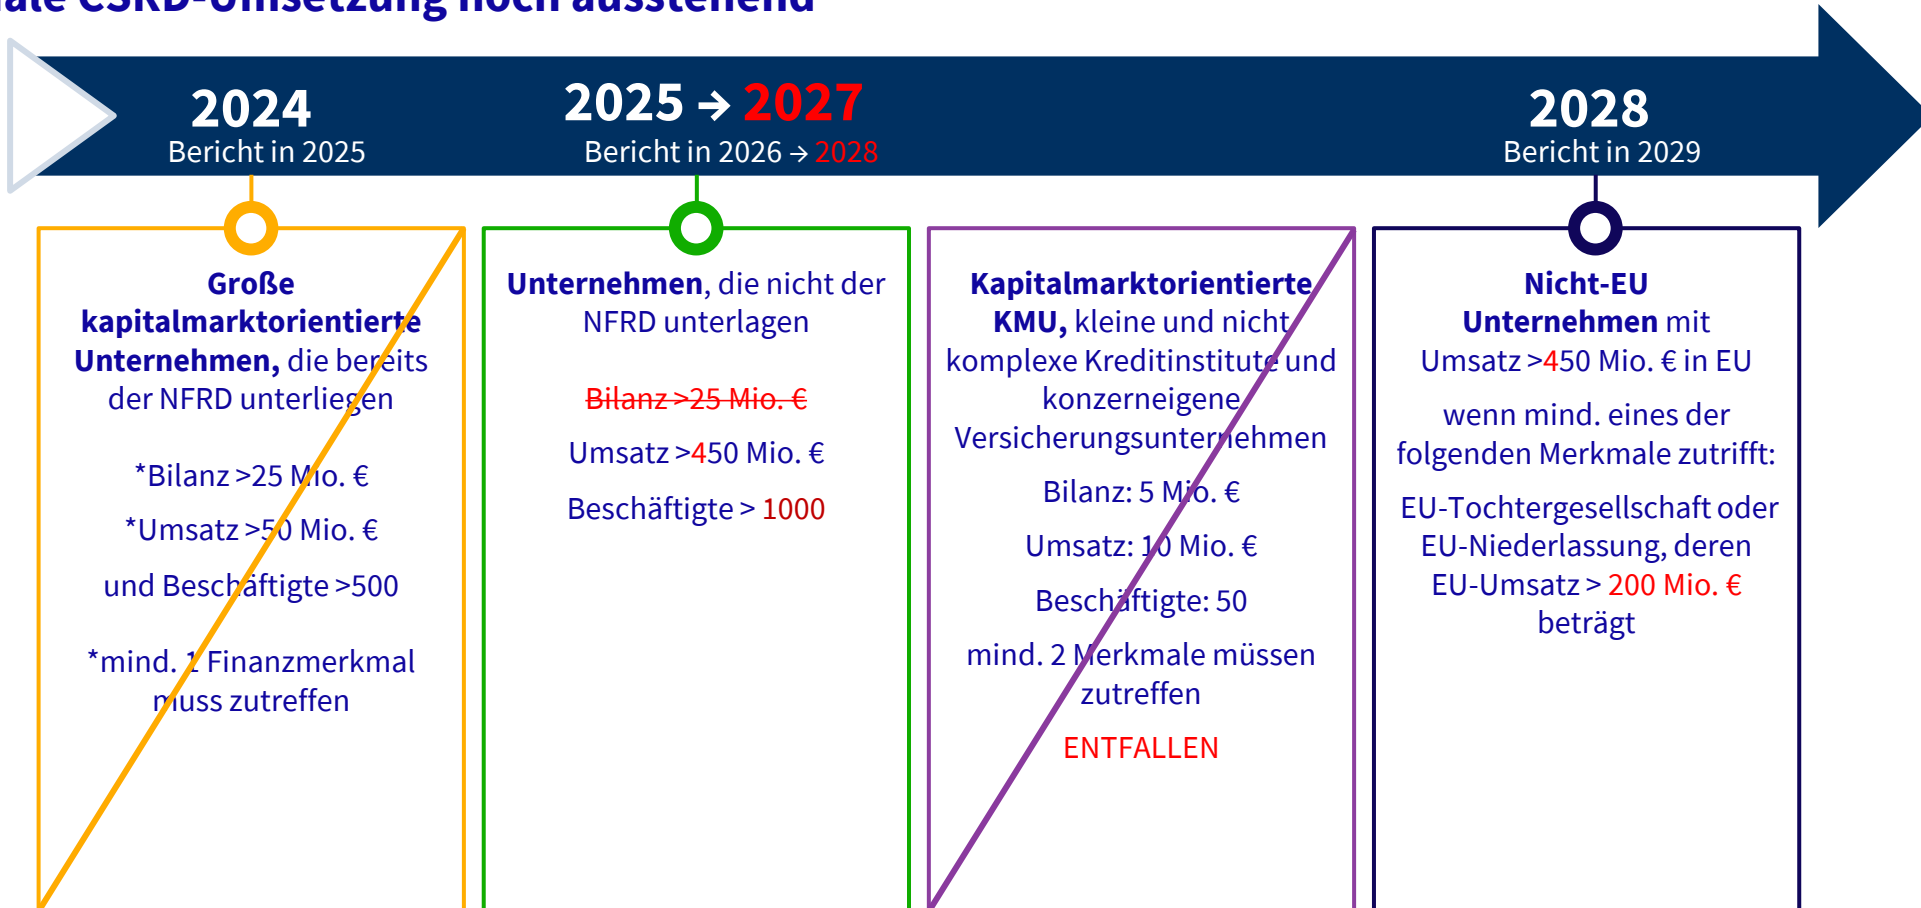 ale CSRD-Umsetzung noch ausstehend
2024
Bericht in 2025
2025 → 2027
Bericht in 2026 → 2028
2028
Bericht in 2029
Große
kapitalmarktorientierte
Unternehmen, die bereits
der NFRD unterliegen
*Bilanz >25 Mio. €
*Umsatz >50 Mio. €
und Beschäftigte >500
*mind. 1 Finanzmerkmal
muss zutreffen
Unternehmen, die nicht der
NFRD unterlagen
Bilanz >25 Mio. €
Umsatz >450 Mio. €
Beschäftigte > 1000
Kapitalmarktorientierte
KMU, kleine und nicht
komplexe Kreditinstitute und
konzerneigene
Versicherungsunternehmen
Bilanz: 5 Mio. €
Umsatz: 10 Mio. €
Beschäftigte: 50
mind. 2 Merkmale müssen
zutreffen
ENTFALLEN
Nicht-EU
Unternehmen mit
Umsatz >450 Mio. € in EU
wenn mind. eines der
folgenden Merkmale zutrifft:
EU-Tochtergesellschaft oder
EU-Niederlassung, deren
EU-Umsatz > 200 Mio. €
beträgt